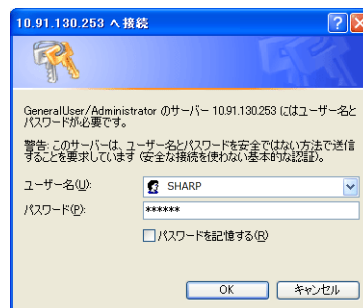 10.91.130.253 へ接続
GeneralUser/Administrator のサーバー 10.91.130.253 にはユーザー名と
パスワードが必要です。
警告: このサーバーは、ユーザー名とパスワードを安全ではない方法で送信
することを要求しています (安全な接続を使わない基本的な認証)。
ユーザー名(U):
SHARP
パスワード(P):
******
パスワードを記憶する(R)
OK
キャンセル